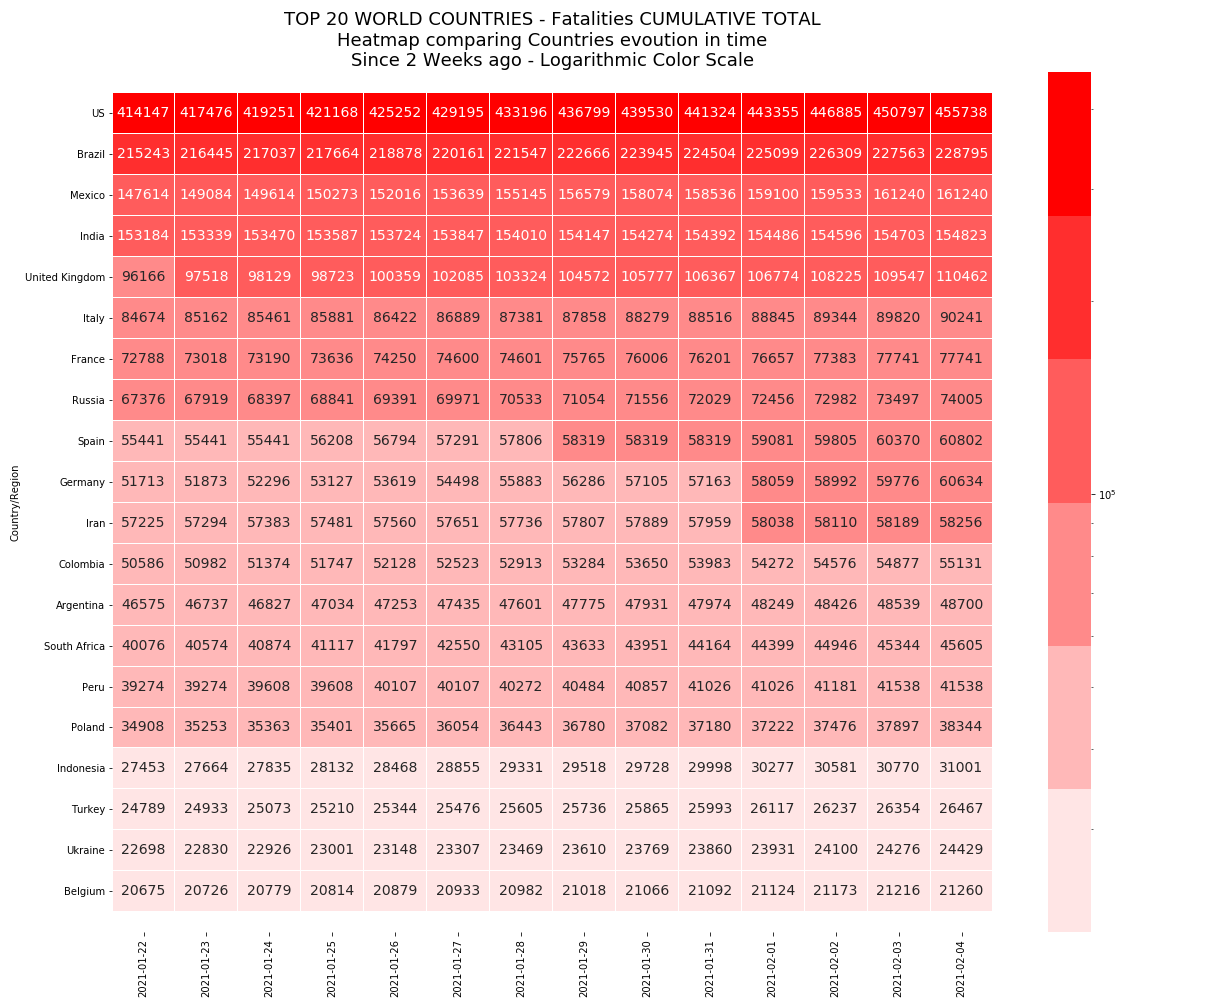 TOP 20 WORLD COUNTRIES - Fatalities CUMULATIVE TOTAL
Heatmap comparing Countries evoution in time
Since 2 Weeks ago - Logarithmic Color Scale
US 414147 417476 419251 421168 425252 429195 433196 436799 439530 441324 443355 446885 450797 455738
Brazil 215243 216445 217037 217664 218878 220161 221547 222666 223945 224504 225099 226309 227563 228795
Mexico 147614 149084 149614 150273 152016 153639 155145 156579 158074 158536 159100 159533 161240 161240
India 153184 153339 153470 153587 153724 153847 154010 154147 154274 154392 154486 154596 154703 154823
United Kingdom 96166 97518 98129 98723 100359 102085 103324 104572 105777 106367 106774 108225 109547 110462
Italy 84674 85162 85461 85881 86422 86889 87381 87858 88279 88516 88845 89344 89820 90241
France 72788 73018 73190 73636 74250 74600 74601 75765 76006 76201 76657 77383 77741 77741
Russia 67376 67919 68397 68841 69391 69971 70533 71054 71556 72029 72456 72982 73497 74005
Spain 55441 55441 55441 56208 56794 57291 57806 58319 58319 58319 59081 59805 60370 60802
Germany 51713 51873 52296 53127 53619 54498 55883 56286 57105 57163 58059 58992 59776 60634
Iran 57225 57294 57383 57481 57560 57651 57736 57807 57889 57959 58038 58110 58189 58256
Colombia 50586 50982 51374 51747 52128 52523 52913 53284 53650 53983 54272 54576 54877 55131
Argentina 46575 46737 46827 47034 47253 47435 47601 47775 47931 47974 48249 48426 48539 48700
South Africa 40076 40574 40874 41117 41797 42550 43105 43633 43951 44164 44399 44946 45344 45605
Peru 39274 39274 39608 39608 40107 40107 40272 40484 40857 41026 41026 41181 41538 41538
Poland 34908 35253 35363 35401 35665 36054 36443 36780 37082 37180 37222 37476 37897 38344
Indonesia 27453 27664 27835 28132 28468 28855 29331 29518 29728 29998 30277 30581 30770 31001
Turkey 24789 24933 25073 25210 25344 25476 25605 25736 25865 25993 26117 26237 26354 26467
Ukraine 22698 22830 22926 23001 23148 23307 23469 23610 23769 23860 23931 24100 24276 24429
Belgium 20675 20726 20779 20814 20879 20933 20982 21018 21066 21092 21124 21173 21216 21260
2021-01-22 2021-01-23 2021-01-24 2021-01-25 2021-01-26 2021-01-27 2021-01-28 2021-01-29 2021-01-30 2021-01-31 2021-02-01 2021-02-02 2021-02-03 2021-02-04
Country/Region
10⁵